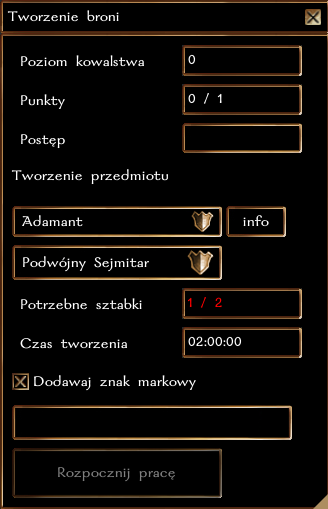 Tworzenie broni
Poziom kowalstwa 0
Punkty 0 / 1
Postęp
Tworzenie przedmiotu
Adamant info
Podwójny Sejmitar
Potrzebne sztabki 1 / 2
Czas tworzenia 02:00:00
Dodawaj znak markowy
Rozpocznij pracę